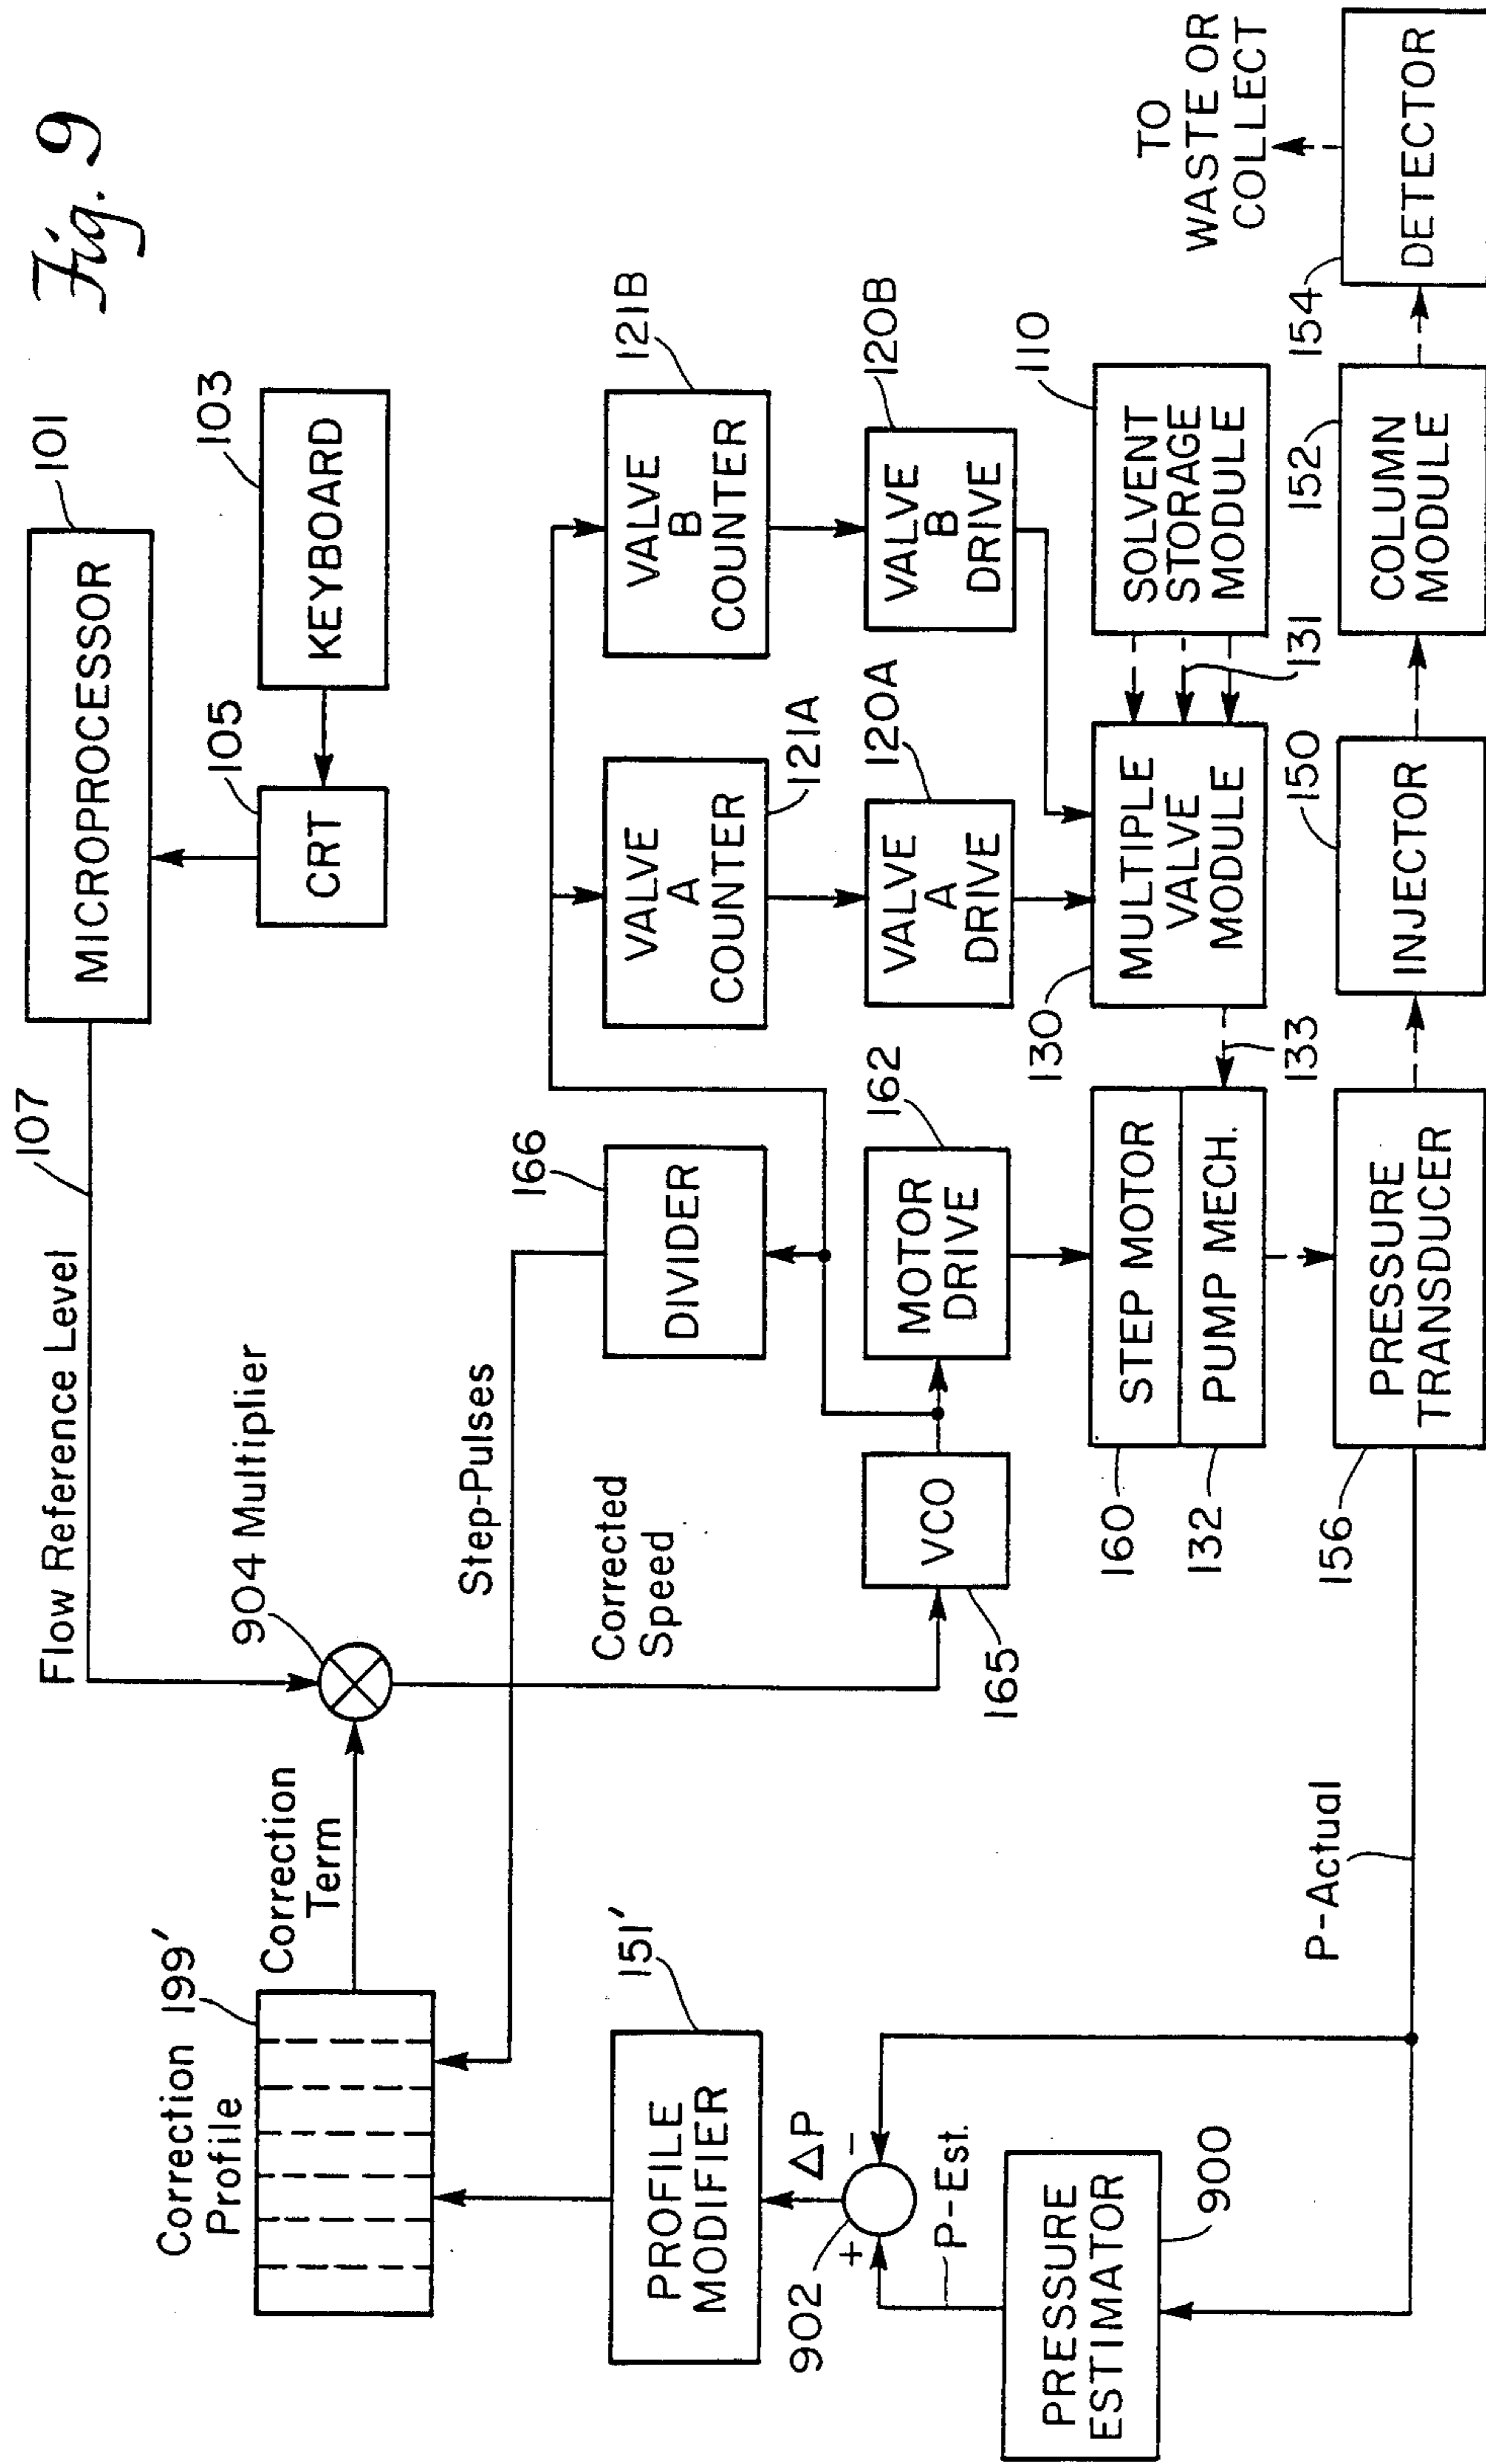 Fig. 9
101
MICROPROCESSOR
107
Flow Reference Level
103
KEYBOARD
105
CRT
904 Multiplier
Correction
Term
Correction
Profile
199'
Step-Pulses
Corrected
Speed
166
DIVIDER
121A
VALVE
A
COUNTER
121B
VALVE
B
COUNTER
151'
PROFILE
MODIFIER
ΔP
902
+
-
P-Est.
PRESSURE
ESTIMATOR
900
P-Actual
165
VCO
162
MOTOR
DRIVE
120A
VALVE
A
DRIVE
120B
VALVE
B
DRIVE
160
STEP MOTOR
132
PUMP MECH.
133
130
MULTIPLE
VALVE
MODULE
131
110
SOLVENT
STORAGE
MODULE
156
PRESSURE
TRANSDUCER
150
INJECTOR
152
COLUMN
MODULE
154
DETECTOR
TO
WASTE OR
COLLECT